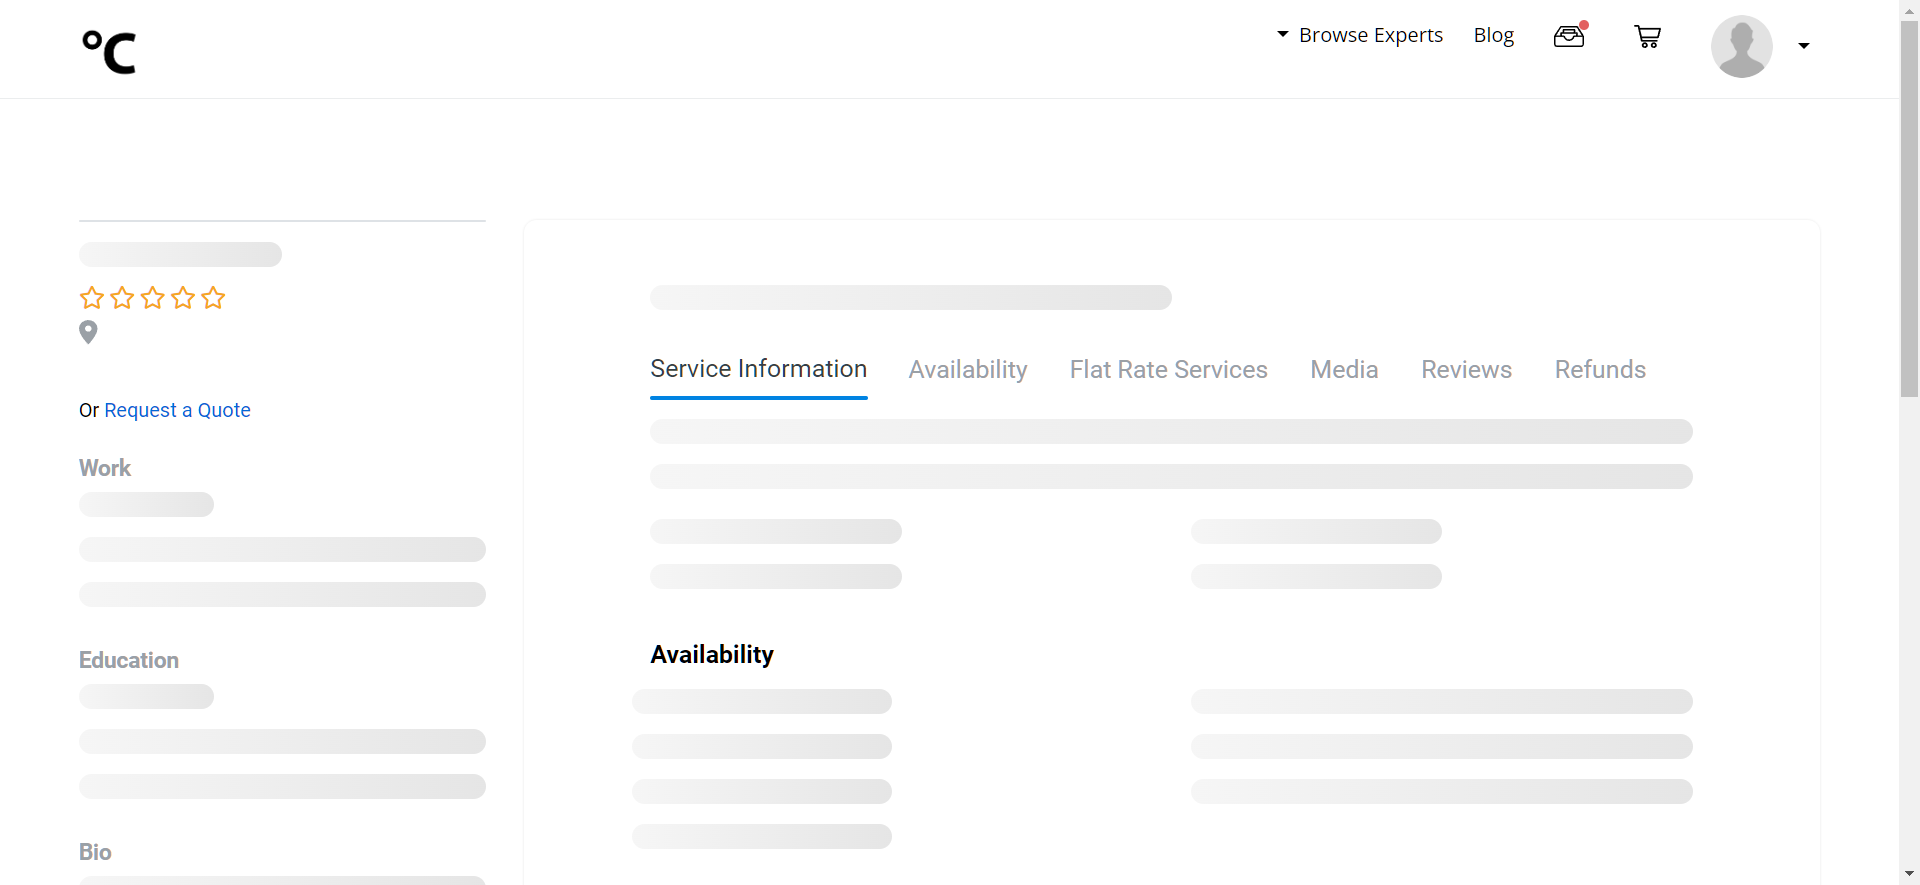 °C
Browse Experts Blog
Or Request a Quote
Work
Education
Bio
Service Information Availability Flat Rate Services Media Reviews Refunds
Availability